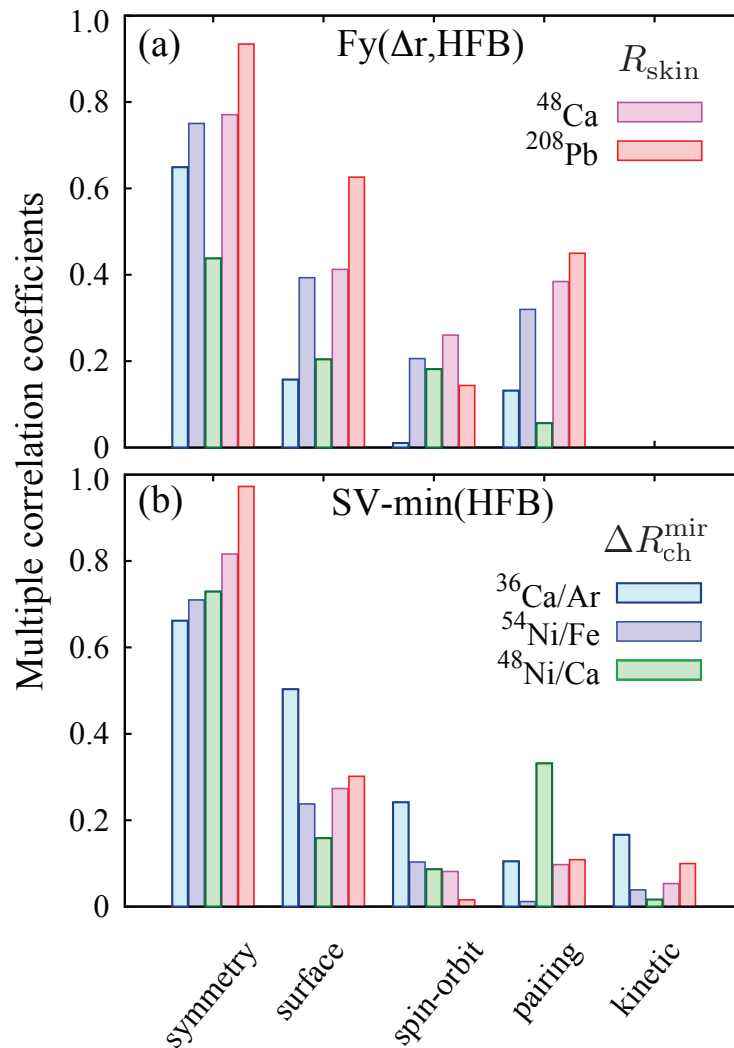 Multiple correlation coefficients
(a) Fy(Δr,HFB)
R_skin
⁴⁸Ca
²⁰⁸Pb
1.0
0.8
0.6
0.4
0.2
0
(b) SV-min(HFB)
ΔR_ch^mir
³⁶Ca/Ar
⁵⁴Ni/Fe
⁴⁸Ni/Ca
1.0
0.8
0.6
0.4
0.2
0
symmetry
surface
spin-orbit
pairing
kinetic